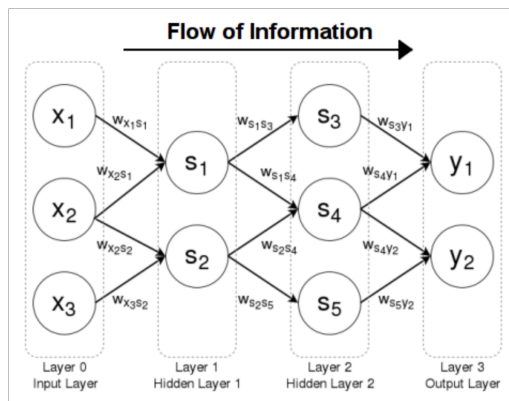 Flow of Information
x1
x2
x3
wx1s1
wx2s1
wx2s2
wx3s2
s1
s2
ws1s3
ws1s4
ws2s4
ws2s5
s3
s4
s5
ws3y1
ws4y1
ws4y2
ws5y2
y1
y2
Layer 0
Input Layer
Layer 1
Hidden Layer 1
Layer 2
Hidden Layer 2
Layer 3
Output Layer